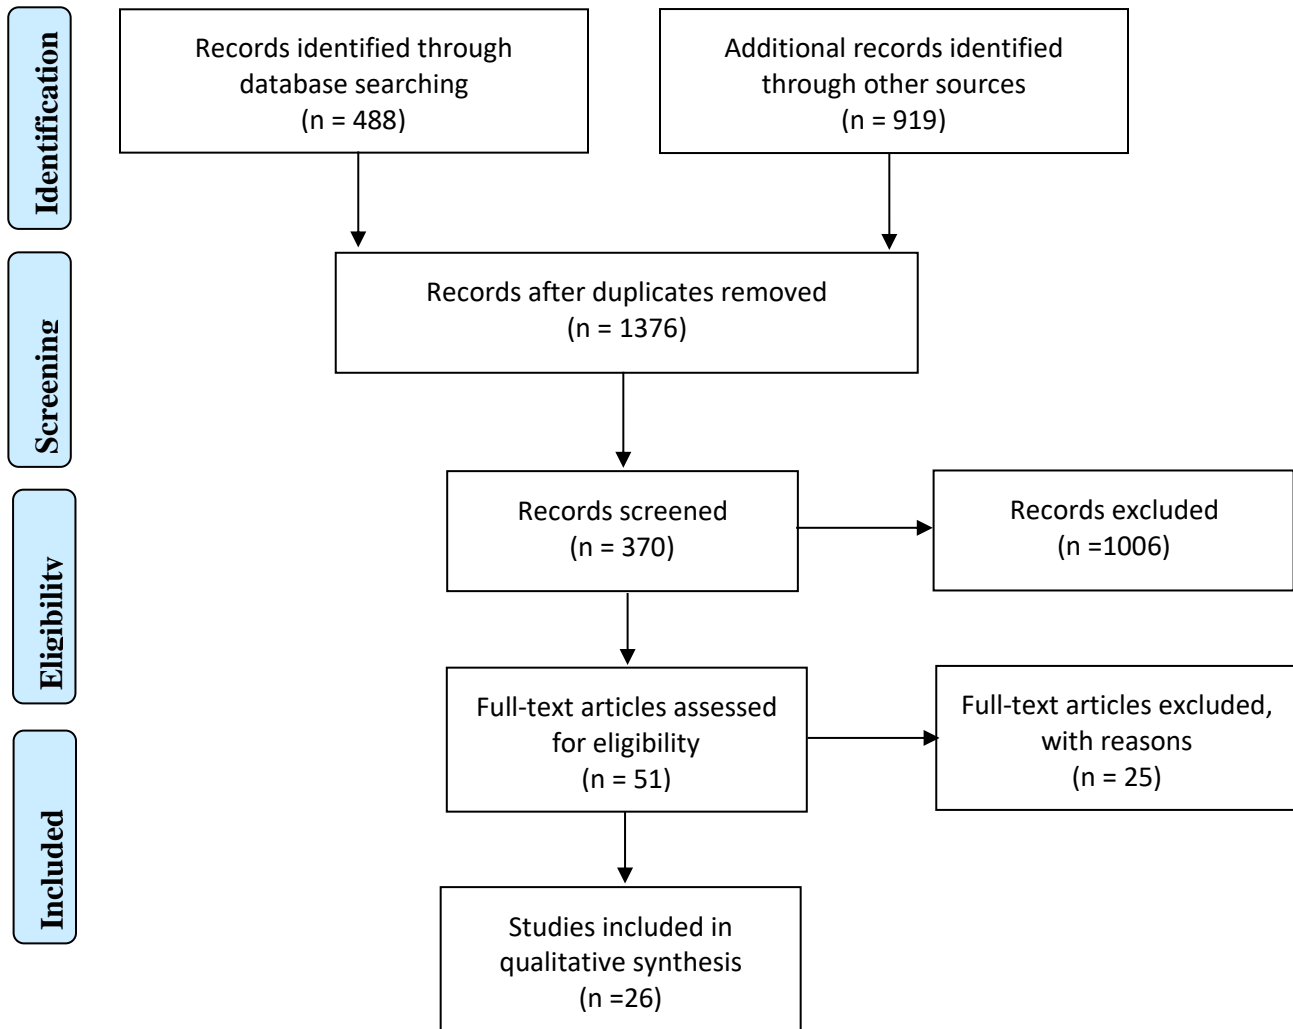 Identification
Records identified through
database searching
(n = 488)
Additional records identified
through other sources
(n = 919)
Screening
Records after duplicates removed
(n = 1376)
Records screened
(n = 370)
Records excluded
(n =1006)
Eligibility
Full-text articles assessed
for eligibility
(n = 51)
Full-text articles excluded,
with reasons
(n = 25)
Included
Studies included in
qualitative synthesis
(n =26)